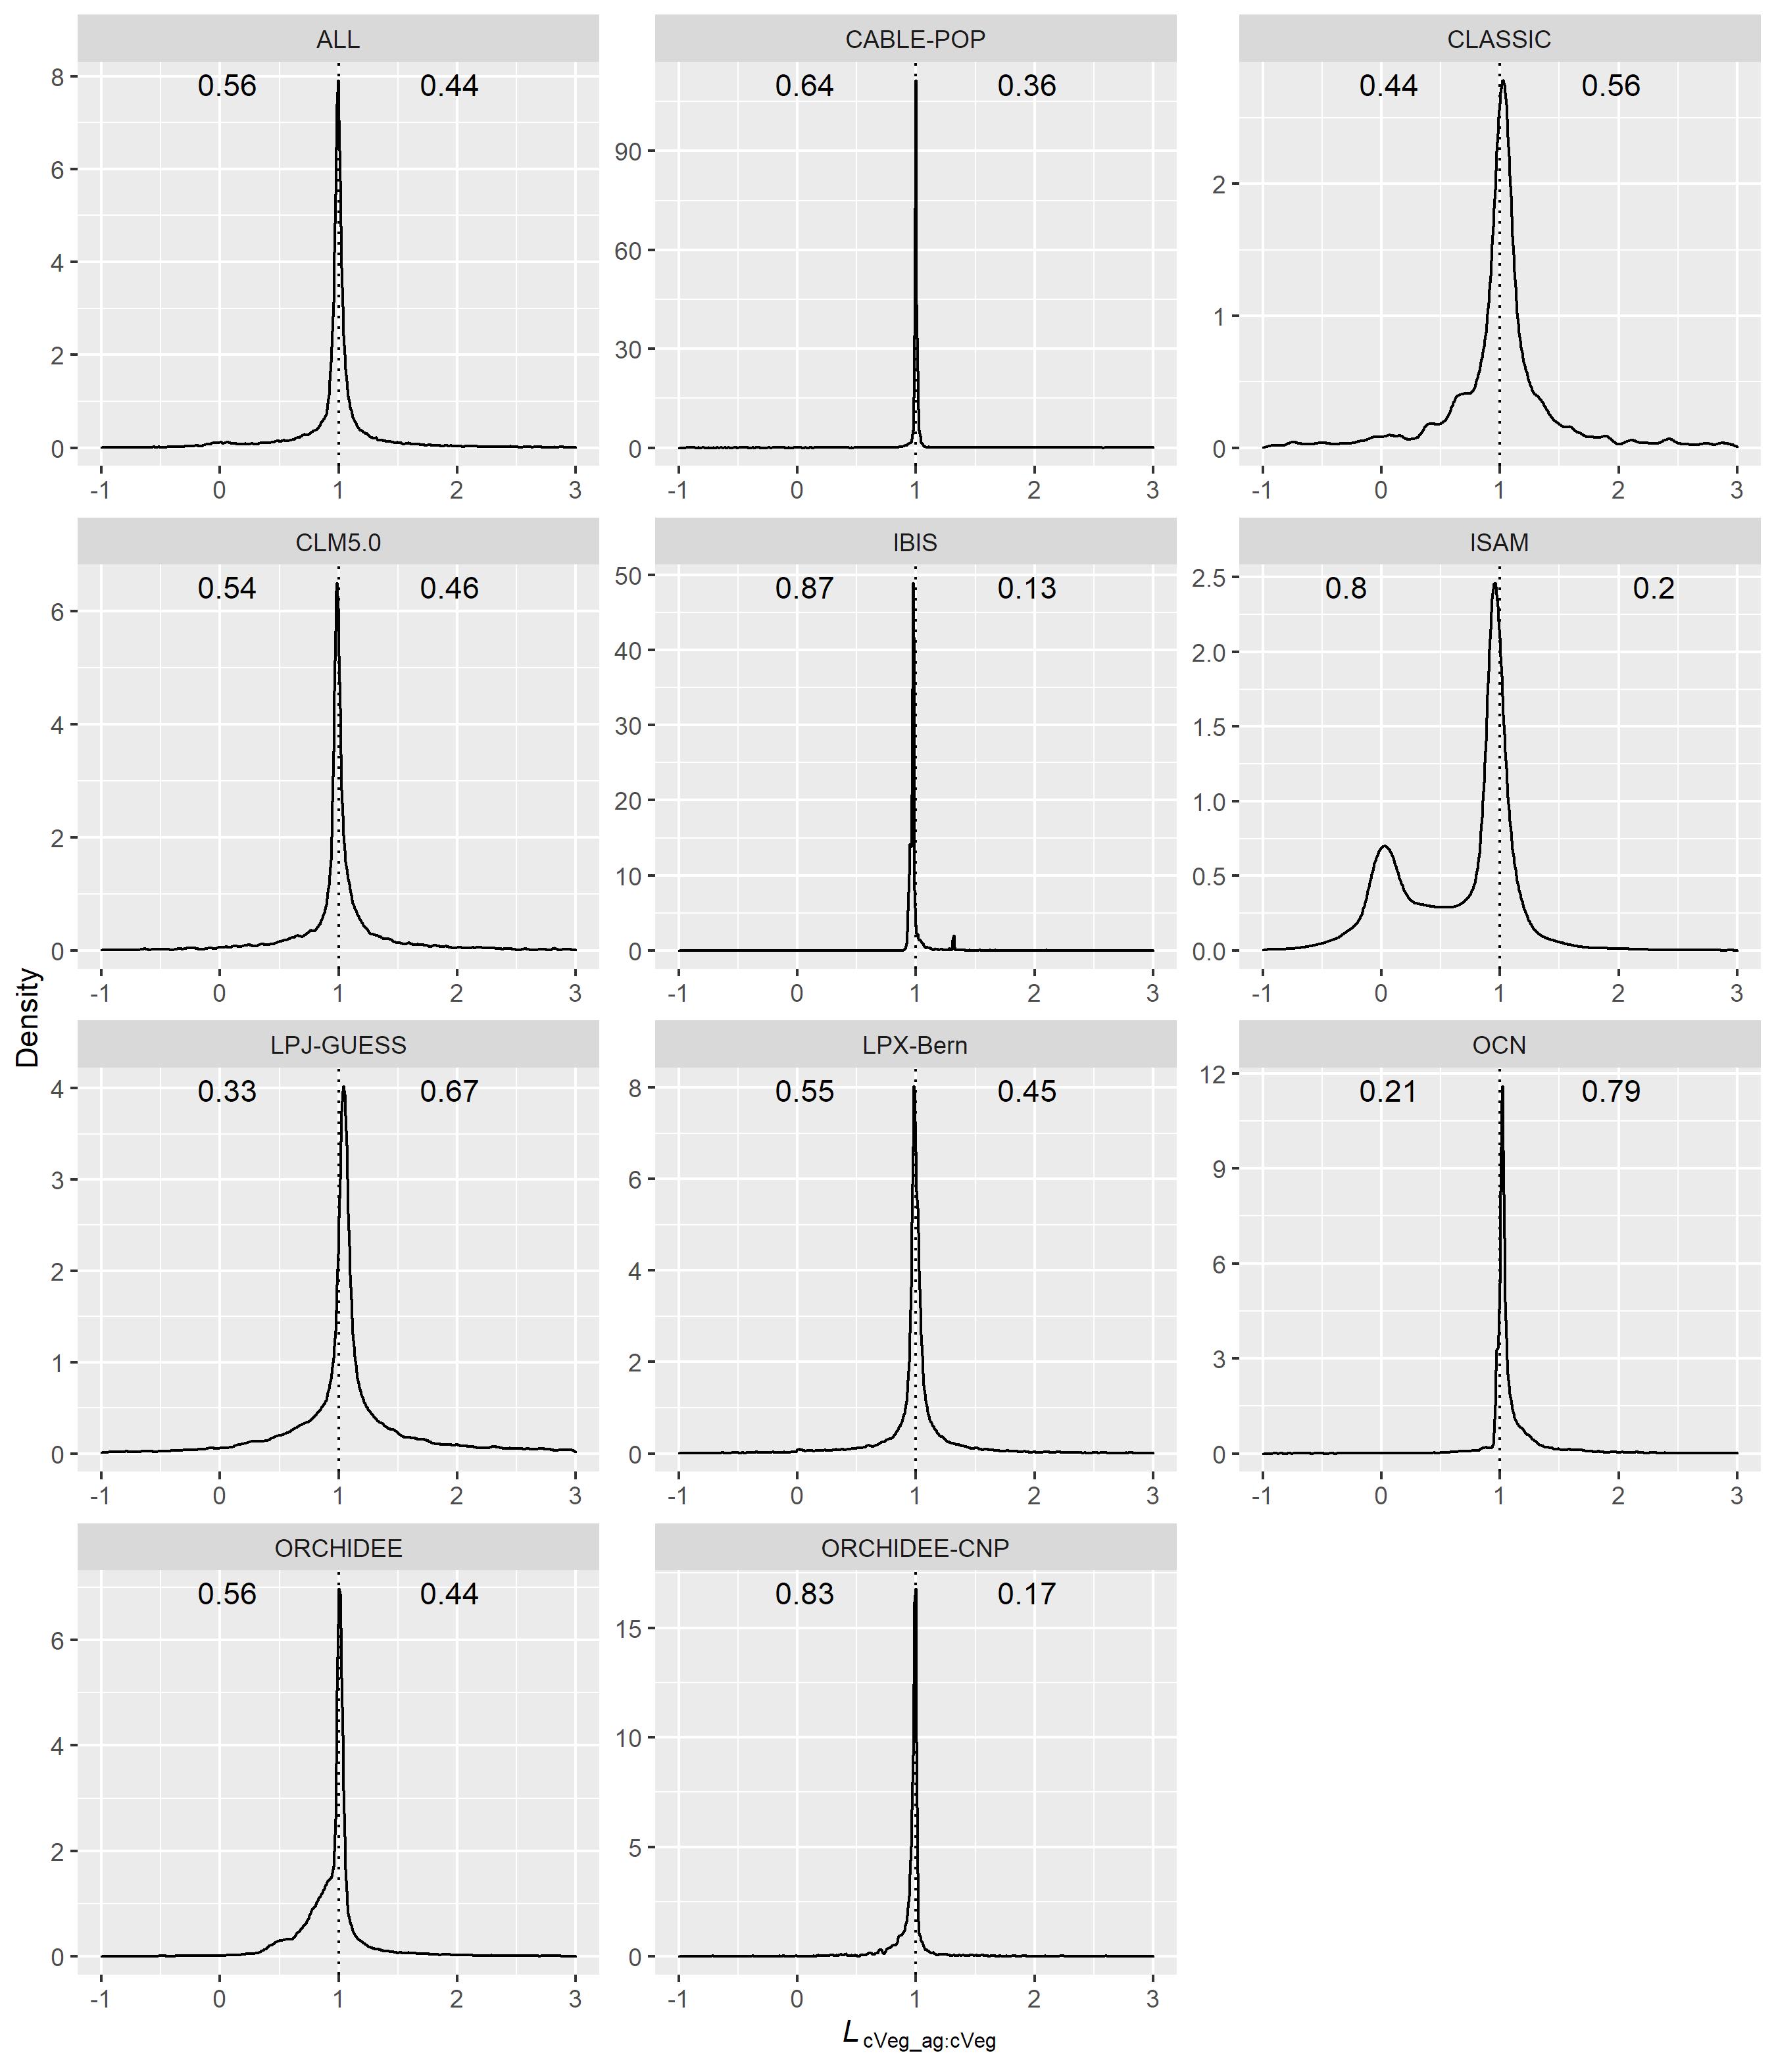 ALL CABLE-POP CLASSIC
0.56 0.44 0.64 0.36 0.44 0.56
8 6 4 2 0
90 60 30 0
2 1 0
-1 0 1 2 3 -1 0 1 2 3 -1 0 1 2 3
CLM5.0 IBIS ISAM
0.54 0.46 0.87 0.13 0.8 0.2
6 4 2 0
50 40 30 20 10 0
2.5 2.0 1.5 1.0 0.5 0.0
-1 0 1 2 3 -1 0 1 2 3 -1 0 1 2 3
Density
LPJ-GUESS LPX-Bern OCN
0.33 0.67 0.55 0.45 0.21 0.79
4 3 2 1 0
8 6 4 2 0
12 9 6 3 0
-1 0 1 2 3 -1 0 1 2 3 -1 0 1 2 3
ORCHIDEE ORCHIDEE-CNP
0.56 0.44 0.83 0.17
6 4 2 0
15 10 5 0
-1 0 1 2 3 -1 0 1 2 3
L cVeg_ag:cVeg